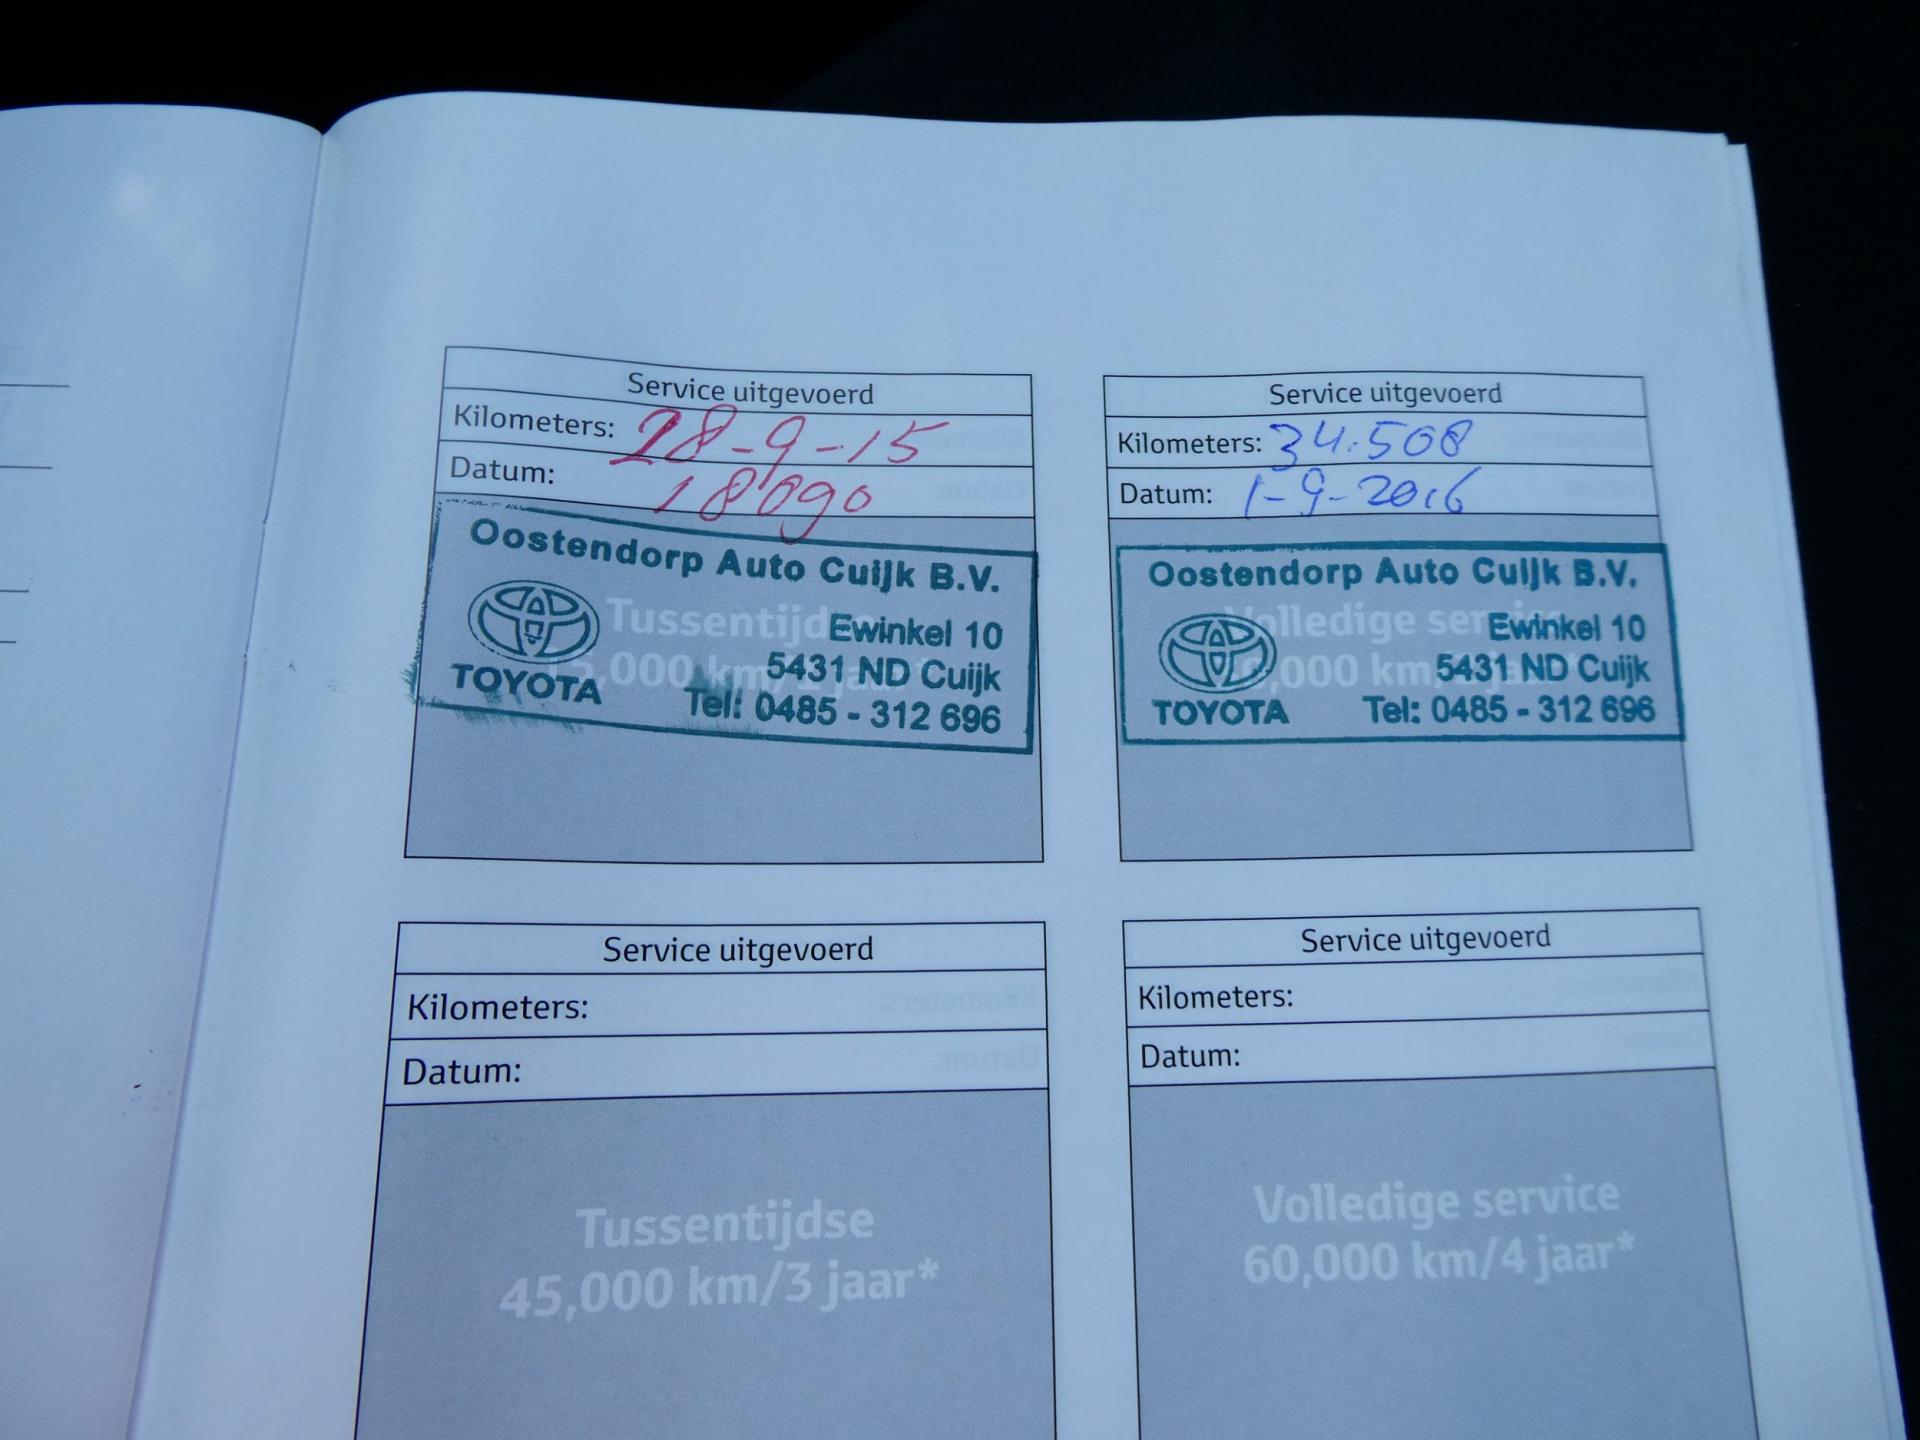 Service uitgevoerd
Kilometers: 28-9-15
Datum: 18090
Oostendorp Auto Cuijk B.V.
Tussentijdse
Ewinkel 10
5431 ND Cuijk
TOYOTA
Tel: 0485 - 312 696
Service uitgevoerd
Kilometers: 34.508
Datum: 1-9-2016
Oostendorp Auto Cuijk B.V.
Volledige service
Ewinkel 10
5431 ND Cuijk
TOYOTA
Tel: 0485 - 312 696
Service uitgevoerd
Kilometers:
Datum:
Tussentijdse
45,000 km/3 jaar*
Service uitgevoerd
Kilometers:
Datum:
Volledige service
60,000 km/4 jaar*